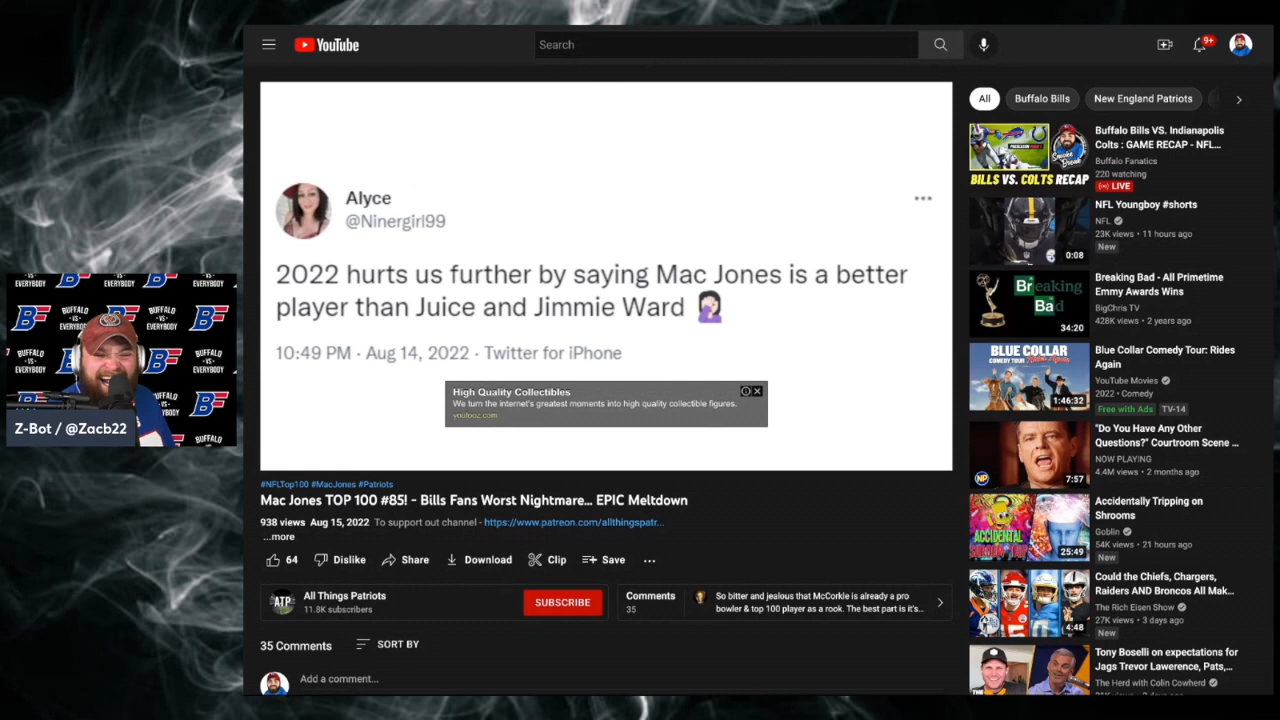 YouTube
Search
9+
Alyce
@Ninergirl99
2022 hurts us further by saying Mac Jones is a better
player than Juice and Jimmie Ward
10:49 PM · Aug 14, 2022 · Twitter for iPhone
High Quality Collectibles
We turn the internet's greatest moments into high quality collectible figures.
youtooz.com
#NFLTop100 #MacJones #Patriots
Mac Jones TOP 100 #85! - Bills Fans Worst Nightmare... EPIC Meltdown
938 views Aug 15, 2022 To support out channel - https://www.patreon.com/allthingspatr...
...more
64 Dislike Share Download Clip Save
ATP
All Things Patriots
11.8K subscribers
SUBSCRIBE
Comments
35
So bitter and jealous that McCorkle is already a pro
bowler & top 100 player as a rook. The best part is it's...
35 Comments SORT BY
Add a comment...
All Buffalo Bills New England Patriots
BILLS VS. COLTS RECAP
Buffalo Bills VS. Indianapolis
Colts : GAME RECAP - NFL...
Buffalo Fanatics
220 watching
LIVE
0:08
NFL Youngboy #shorts
NFL
23K views • 11 hours ago
New
Breaking
Bad
34:20
Breaking Bad - All Primetime
Emmy Awards Wins
BigChris TV
428K views • 2 years ago
BLUE COLLAR
COMEDY TOUR RIDES AGAIN
1:46:32
Blue Collar Comedy Tour: Rides
Again
YouTube Movies
2022 • Comedy
Free with Ads TV-14
NP
7:57
"Do You Have Any Other
Questions?" Courtroom Scene ...
NOW PLAYING
4.4M views • 2 months ago
ACCIDENTAL
25:49
Accidentally Tripping on
Shrooms
Goblin
54K views • 21 hours ago
New
4:48
Could the Chiefs, Chargers,
Raiders AND Broncos All Mak...
The Rich Eisen Show
27K views • 3 days ago
New
Tony Boselli on expectations for
Jags Trevor Lawerence, Pats,...
The Herd with Colin Cowherd
BUFFALO
-VS-
EVERYBODY
BF
Z-Bot / @Zacb22